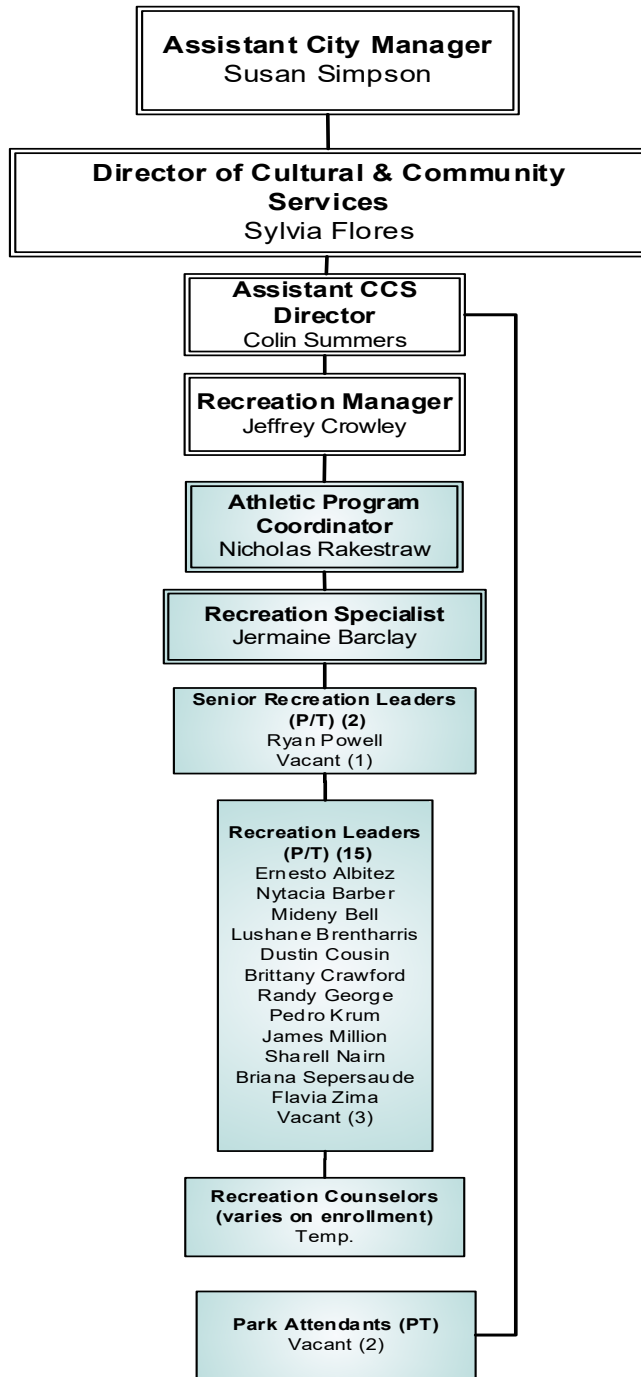 Assistant City Manager
Susan Simpson
Director of Cultural & Community
Services
Sylvia Flores
Assistant CCS
Director
Colin Summers
Recreation Manager
Jeffrey Crowley
Athletic Program
Coordinator
Nicholas Rakestraw
Recreation Specialist
Jermaine Barclay
Senior Recreation Leaders
(P/T) (2)
Ryan Powell
Vacant (1)
Recreation Leaders
(P/T) (15)
Ernesto Albitez
Nytacia Barber
Mideny Bell
Lushane Brentharris
Dustin Cousin
Brittany Crawford
Randy George
Pedro Krum
James Million
Sharell Nairn
Briana Sepersaude
Flavia Zima
Vacant (3)
Recreation Counselors
(varies on enrollment)
Temp.
Park Attendants (PT)
Vacant (2)